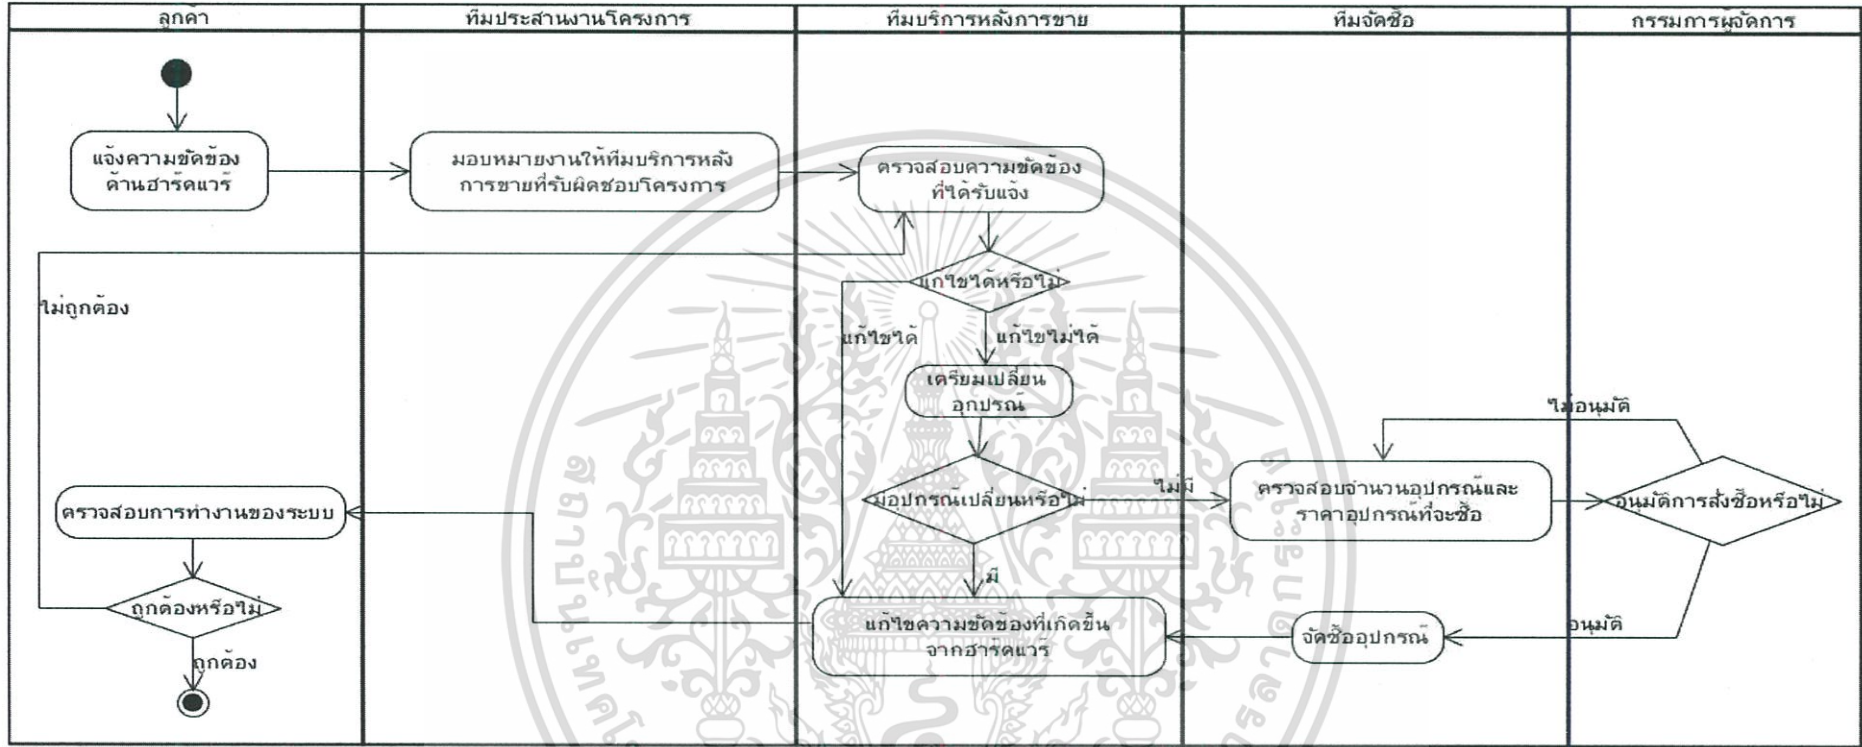 ลูกค้า
ทีมประสานงานโครงการ
ทีมบริการหลังการขาย
ทีมจัดซื้อ
กรรมการผู้จัดการ
แจ้งความขัดข้อง
ด้านฮาร์ดแวร์
มอบหมายงานให้ทีมบริการหลัง
การขายที่รับผิดชอบโครงการ
ตรวจสอบความขัดข้อง
ที่ได้รับแจ้ง
แก้ไขได้หรือไม่
ไม่ถูกต้อง
แก้ไขได้
แก้ไขไม่ได้
เตรียมเปลี่ยน
อุกปรณ์
ไม่อนุมัติ
มีอุปกรณ์เปลี่ยนหรือไม่
ไม่มี
ตรวจสอบจำนวนอุปกรณ์และ
ราคาอุปกรณ์ที่จะซื้อ
อนุมัติการสั่งซื้อหรือไม่
ตรวจสอบการทำงานของระบบ
มี
ถูกต้องหรือไม่
แก้ไขความขัดข้องที่เกิดขึ้น
จากฮาร์ดแวร์
จัดซื้ออุปกรณ์
อนุมัติ
ถูกต้อง